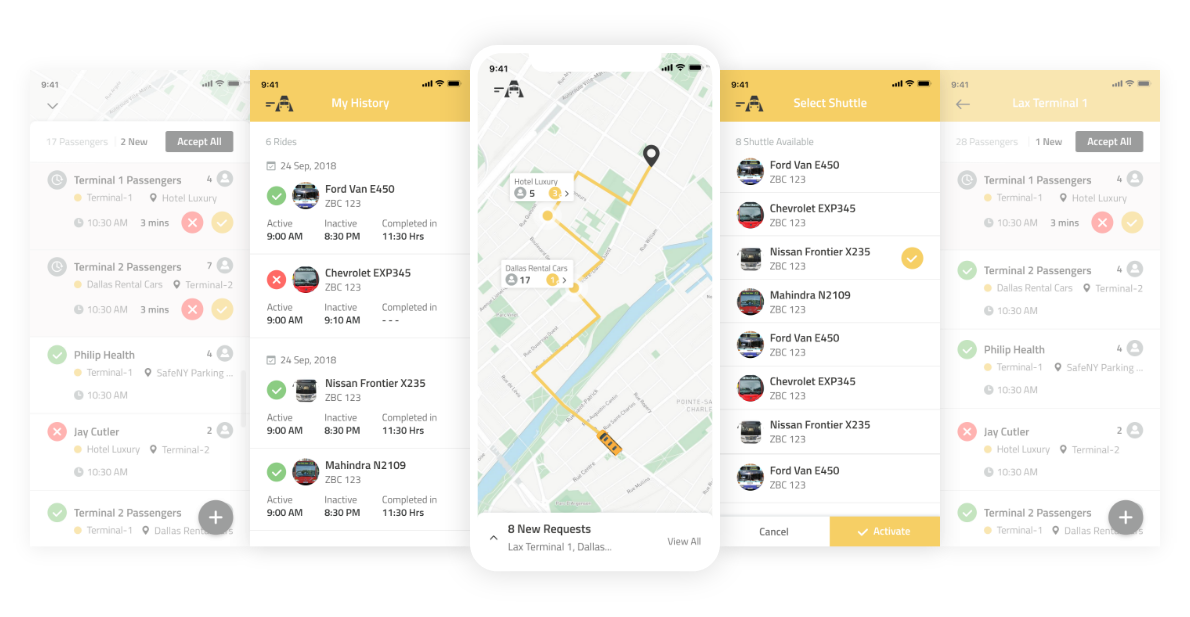 9:41
17 Passengers
2 New
Accept All
Terminal 1 Passengers
4
Terminal-1
Hotel Luxury
10:30 AM
3 mins
Terminal 2 Passengers
7
Dallas Rental Cars
Terminal-2
10:30 AM
3 mins
Philip Health
4
Terminal-1
SafeNY Parking ...
10:30 AM
Jay Cutler
2
Hotel Luxury
Terminal-2
10:30 AM
Terminal 2 Passengers
Terminal-1
9:41
My History
6 Rides
24 Sep, 2018
Ford Van E450
ZBC 123
Active Inactive Completed in
9:00 AM 8:30 PM 11:30 Hrs
Chevrolet EXP345
ZBC 123
Active Inactive Completed in
9:00 AM 9:10 AM ---
24 Sep, 2018
Nissan Frontier X235
ZBC 123
Active Inactive Completed in
9:00 AM 8:30 PM 11:30 Hrs
Mahindra N2109
ZBC 123
Active Inactive Completed in
9:00 AM 8:30 PM 11:30 Hrs
9:41
Hotel Luxury
5 3
Dallas Rental Cars
17 1
8 New Requests
Lax Terminal 1, Dallas...
View All
9:41
Select Shuttle
8 Shuttle Available
Ford Van E450
ZBC 123
Chevrolet EXP345
ZBC 123
Nissan Frontier X235
ZBC 123
Mahindra N2109
ZBC 123
Ford Van E450
ZBC 123
Chevrolet EXP345
ZBC 123
Nissan Frontier X235
ZBC 123
Ford Van E450
ZBC 123
Cancel
Activate
9:41
Lax Terminal 1
28 Passengers
1 New
Accept All
Terminal 1 Passengers
4
Terminal-1
Hotel Luxury
10:30 AM
3 mins
Terminal 2 Passengers
4
Dallas Rental Cars
Terminal-2
10:30 AM
Philip Health
4
Terminal-1
SafeNY Parking ...
10:30 AM
Jay Cutler
2
Hotel Luxury
Terminal-2
10:30 AM
Terminal 2 Passengers
Terminal-1